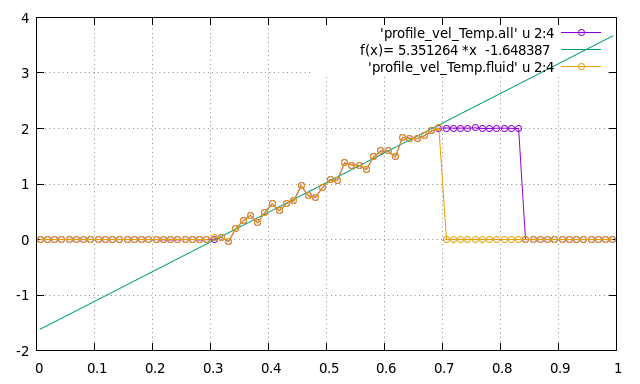 4
3
2
1
0
-1
-2
'profile_vel_Temp.all' u 2:4
f(x)= 5.351264 *x  -1.648387
'profile_vel_Temp.fluid' u 2:4
0 0.1 0.2 0.3 0.4 0.5 0.6 0.7 0.8 0.9 1